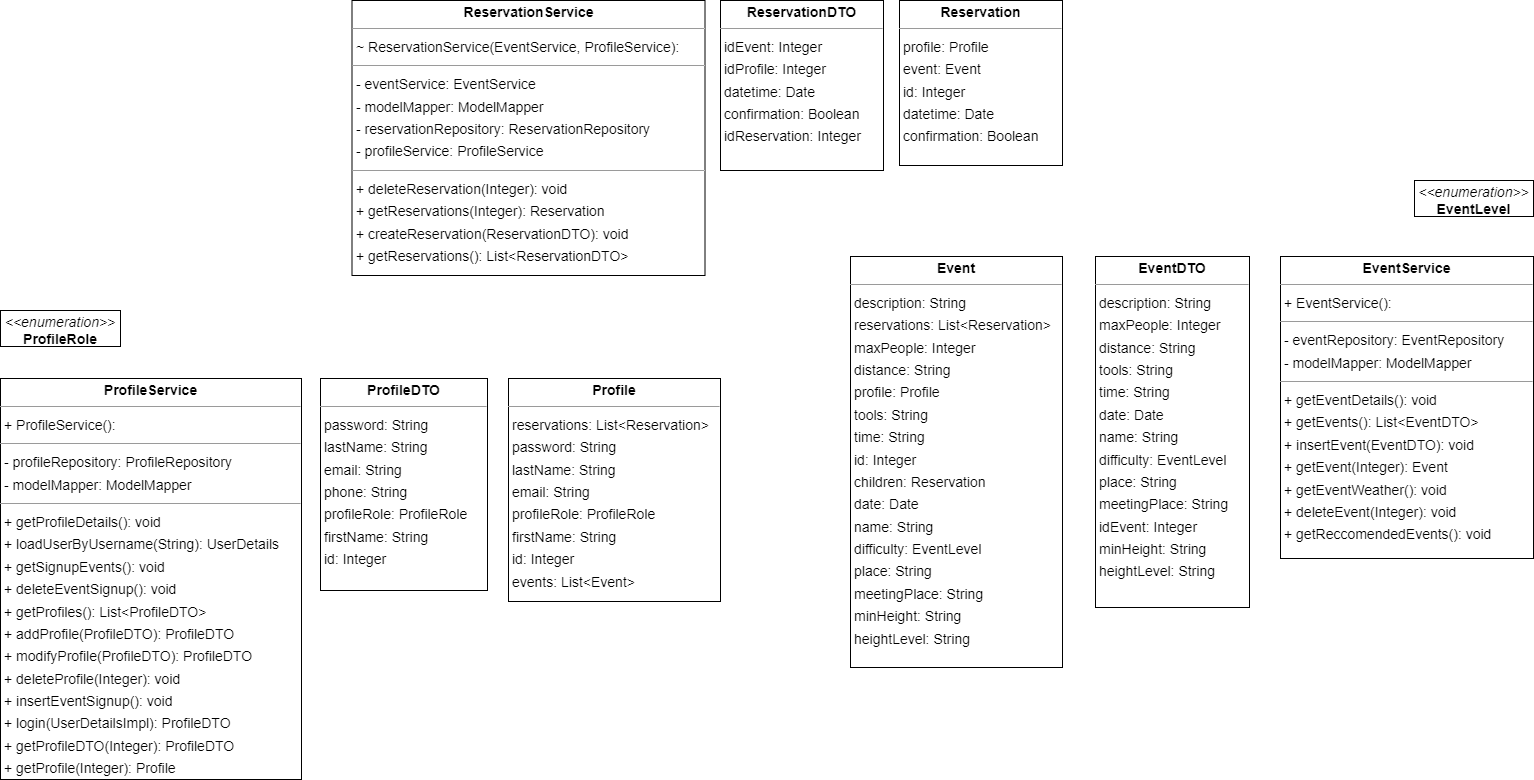 ReservationService
~ ReservationService(EventService, ProfileService):
- eventService: EventService
- modelMapper: ModelMapper
- reservationRepository: ReservationRepository
- profileService: ProfileService
+ deleteReservation(Integer): void
+ getReservations(Integer): Reservation
+ createReservation(ReservationDTO): void
+ getReservations(): List<ReservationDTO>
ReservationDTO
idEvent: Integer
idProfile: Integer
datetime: Date
confirmation: Boolean
idReservation: Integer
Reservation
profile: Profile
event: Event
id: Integer
datetime: Date
confirmation: Boolean
<<enumeration>>
EventLevel
Event
description: String
reservations: List<Reservation>
maxPeople: Integer
distance: String
profile: Profile
tools: String
time: String
id: Integer
children: Reservation
date: Date
name: String
difficulty: EventLevel
place: String
meetingPlace: String
minHeight: String
heightLevel: String
EventDTO
description: String
maxPeople: Integer
distance: String
tools: String
time: String
date: Date
name: String
difficulty: EventLevel
place: String
meetingPlace: String
idEvent: Integer
minHeight: String
heightLevel: String
EventService
+ EventService():
- eventRepository: EventRepository
- modelMapper: ModelMapper
+ getEventDetails(): void
+ getEvents(): List<EventDTO>
+ insertEvent(EventDTO): void
+ getEvent(Integer): Event
+ getEventWeather(): void
+ deleteEvent(Integer): void
+ getReccomendedEvents(): void
<<enumeration>>
ProfileRole
ProfileService
+ ProfileService():
- profileRepository: ProfileRepository
- modelMapper: ModelMapper
+ getProfileDetails(): void
+ loadUserByUsername(String): UserDetails
+ getSignupEvents(): void
+ deleteEventSignup(): void
+ getProfiles(): List<ProfileDTO>
+ addProfile(ProfileDTO): ProfileDTO
+ modifyProfile(ProfileDTO): ProfileDTO
+ deleteProfile(Integer): void
+ insertEventSignup(): void
+ login(UserDetailsImpl): ProfileDTO
+ getProfileDTO(Integer): ProfileDTO
+ getProfile(Integer): Profile
ProfileDTO
password: String
lastName: String
email: String
phone: String
profileRole: ProfileRole
firstName: String
id: Integer
Profile
reservations: List<Reservation>
password: String
lastName: String
email: String
profileRole: ProfileRole
firstName: String
id: Integer
events: List<Event>